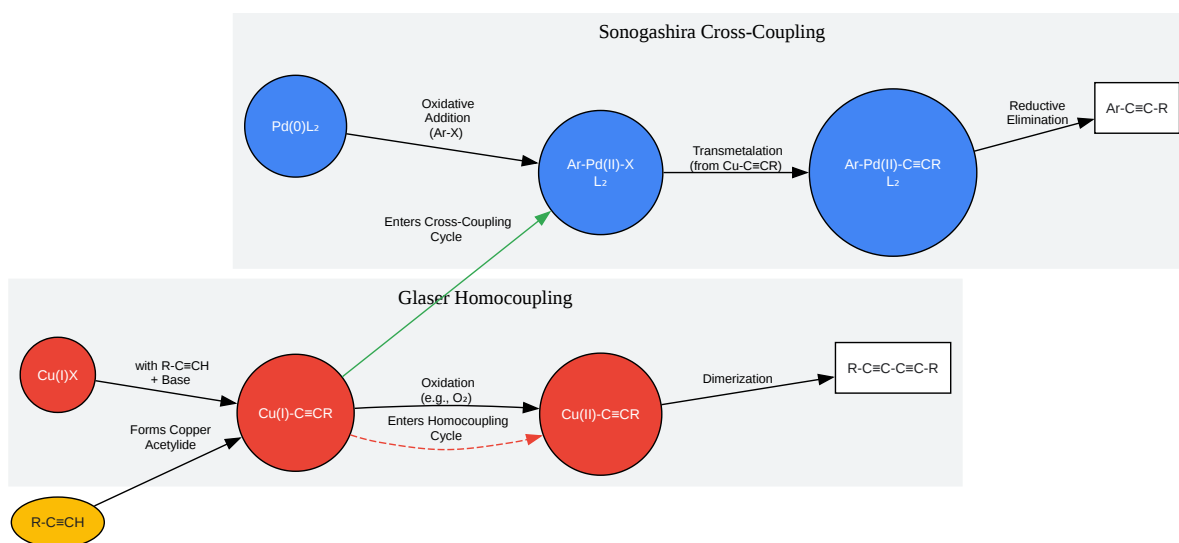 Sonogashira Cross-Coupling
Pd(0)L₂
Oxidative
Addition
(Ar-X)
Ar-Pd(II)-X
L₂
Transmetalation
(from Cu-C≡CR)
Ar-Pd(II)-C≡CR
L₂
Reductive
Elimination
Ar-C≡C-R
Enters Cross-Coupling
Cycle
Glaser Homocoupling
Cu(I)X
with R-C≡CH
+ Base
Forms Copper
Acetylide
Cu(I)-C≡CR
Oxidation
(e.g., O₂)
Enters Homocoupling
Cycle
Cu(II)-C≡CR
Dimerization
R-C≡C-C≡C-R
R-C≡CH